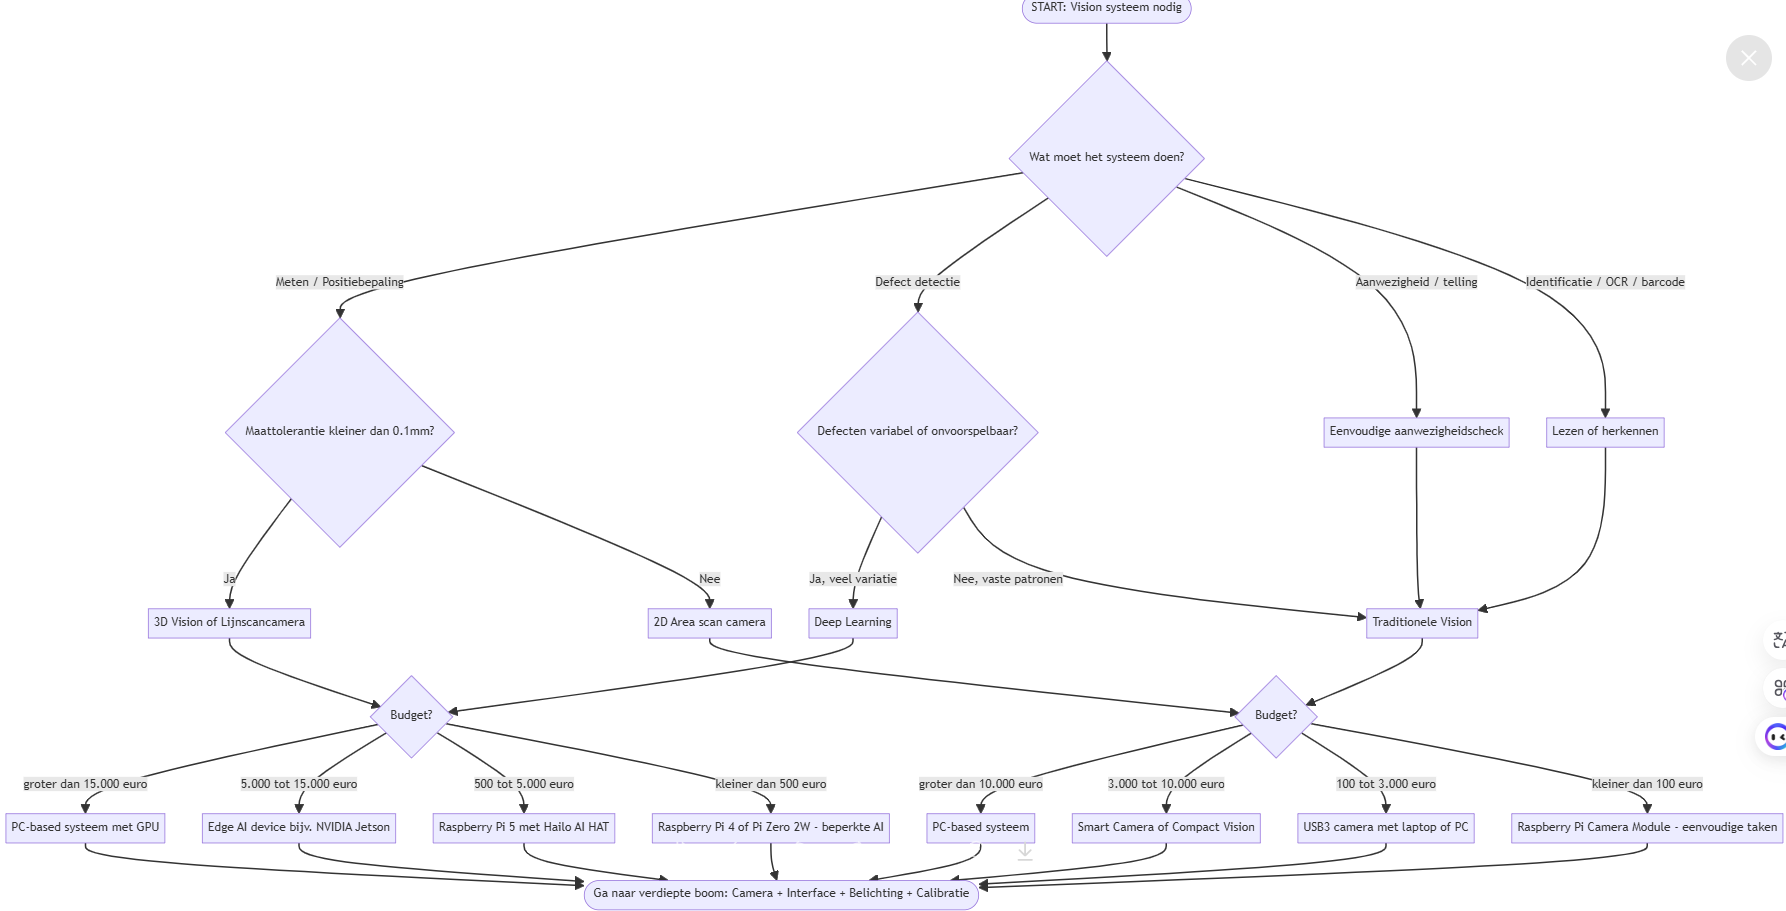 START: Vision systeem nodig
Wat moet het systeem doen?
Meten / Positiebepaling
Defect detectie
Aanwezigheid / telling
Identificatie / OCR / barcode
Maattolerantie kleiner dan 0.1mm?
Defecten variabel of onvoorspelbaar?
Eenvoudige aanwezigheidscheck
Lezen of herkennen
Ja
Nee
Ja, veel variatie
Nee, vaste patronen
3D Vision of Lijnscancamera
2D Area scan camera
Deep Learning
Traditionele Vision
Budget?
Budget?
groter dan 15.000 euro
5.000 tot 15.000 euro
500 tot 5.000 euro
kleiner dan 500 euro
groter dan 10.000 euro
3.000 tot 10.000 euro
100 tot 3.000 euro
kleiner dan 100 euro
PC-based systeem met GPU
Edge AI device bijv. NVIDIA Jetson
Raspberry Pi 5 met Hailo AI HAT
Raspberry Pi 4 of Pi Zero 2W - beperkte AI
PC-based systeem
Smart Camera of Compact Vision
USB3 camera met laptop of PC
Raspberry Pi Camera Module - eenvoudige taken
Ga naar verdiepte boom: Camera + Interface + Belichting + Calibratie